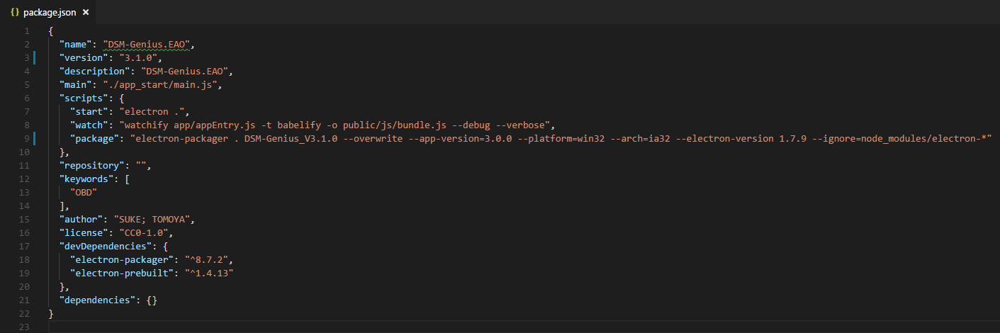 {} package.json ×
1 {
2 "name": "DSM-Genius.EAO",
3 "version": "3.1.0",
4 "description": "DSM-Genius.EAO",
5 "main": "./app_start/main.js",
6 "scripts": {
7 "start": "electron .",
8 "watch": "watchify app/appEntry.js -t babelify -o public/js/bundle.js --debug --verbose",
9 "package": "electron-packager . DSM-Genius_V3.1.0 --overwrite --app-version=3.0.0 --platform=win32 --arch=ia32 --electron-version 1.7.9 --ignore=node_modules/electron-*"
10 },
11 "repository": "",
12 "keywords": [
13 "OBD"
14 ],
15 "author": "SUKE; TOMOYA",
16 "license": "CC0-1.0",
17 "devDependencies": {
18 "electron-packager": "^8.7.2",
19 "electron-prebuilt": "^1.4.13"
20 },
21 "dependencies": {}
22 }
23